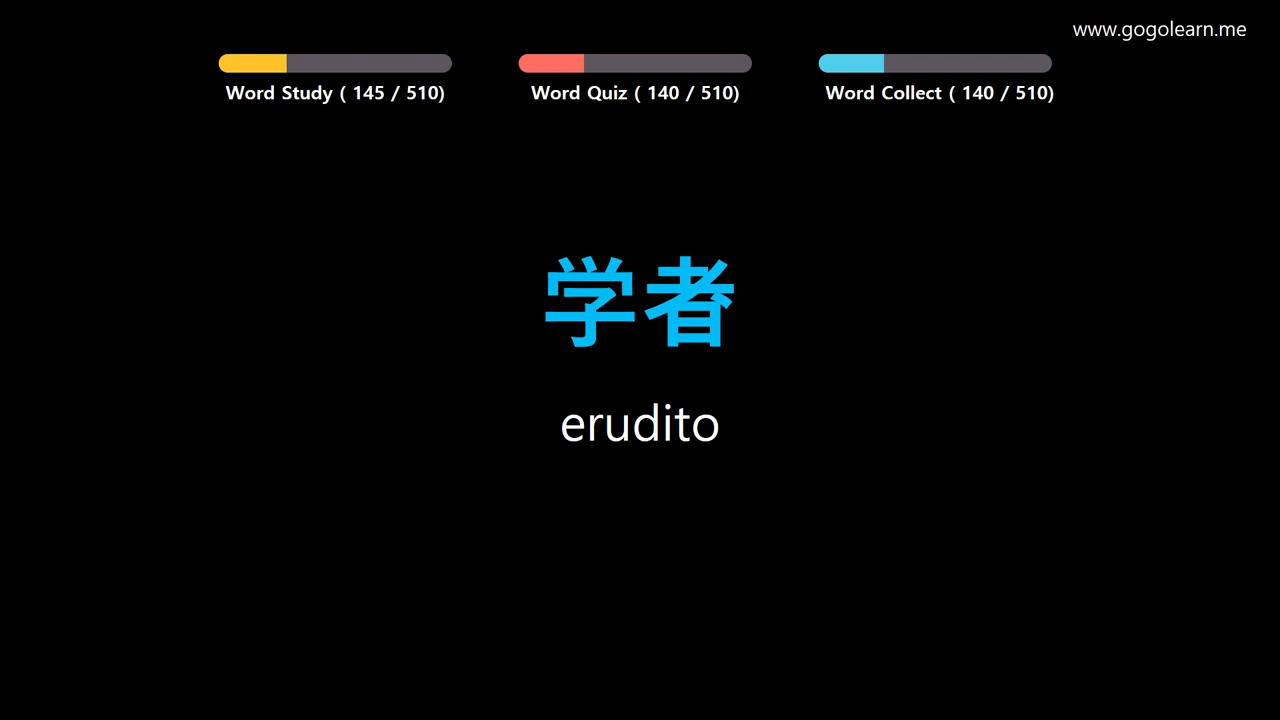 www.gogolearn.me
Word Study ( 145 / 510)
Word Quiz ( 140 / 510)
Word Collect ( 140 / 510)
学者
erudito